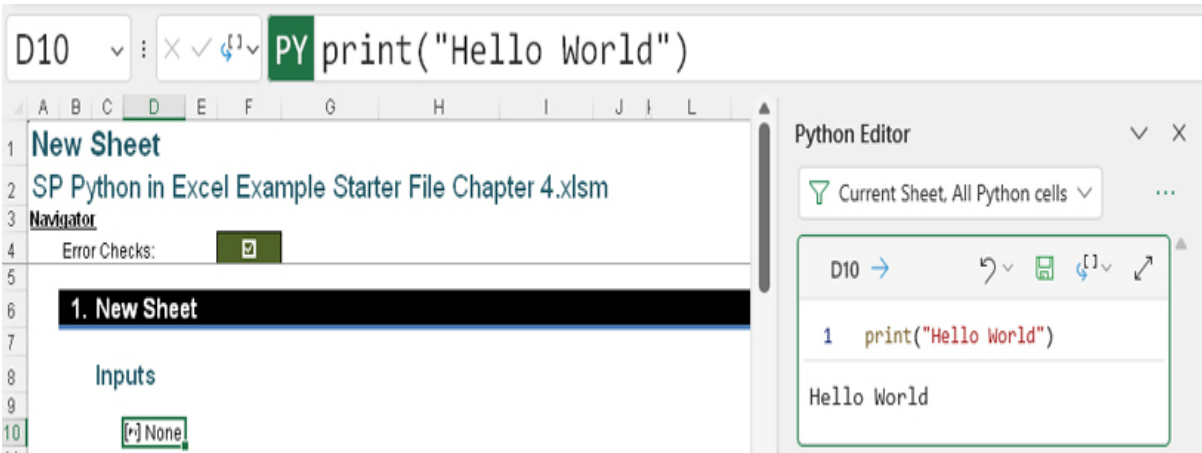 D10 PY print("Hello World")
A B C D E F G H I J K L
Python Editor
1 New Sheet
2 SP Python in Excel Example Starter File Chapter 4.xlsm
Current Sheet, All Python cells
3 Navigator
4 Error Checks:
5
D10
6 1. New Sheet
7
1 print("Hello World")
8 Inputs
9
Hello World
10 None